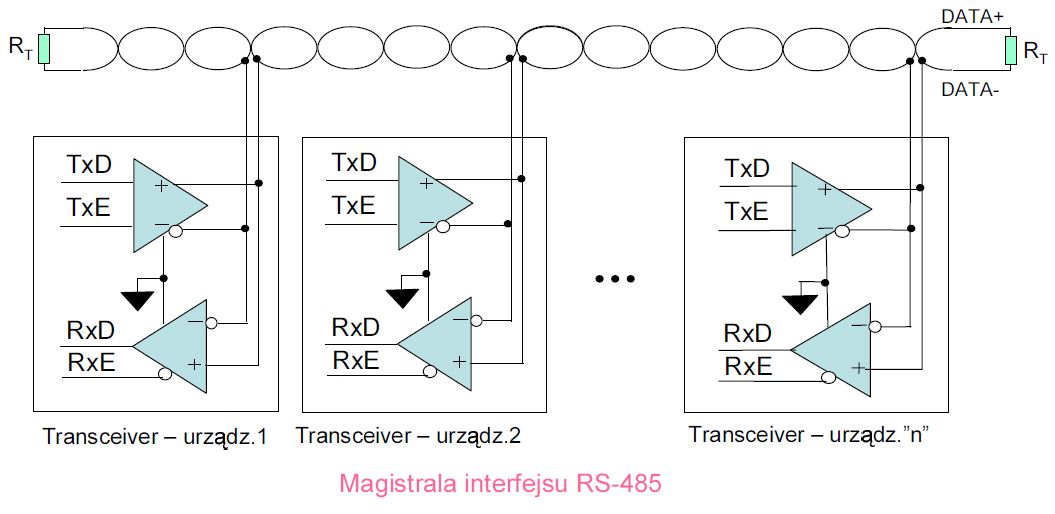 DATA+
R_T
R_T
DATA-
TxD
TxE
RxD
RxE
Transceiver – urządz.1
TxD
TxE
RxD
RxE
Transceiver – urządz.2
TxD
TxE
RxD
RxE
Transceiver – urządz.”n”
Magistrala interfejsu RS-485